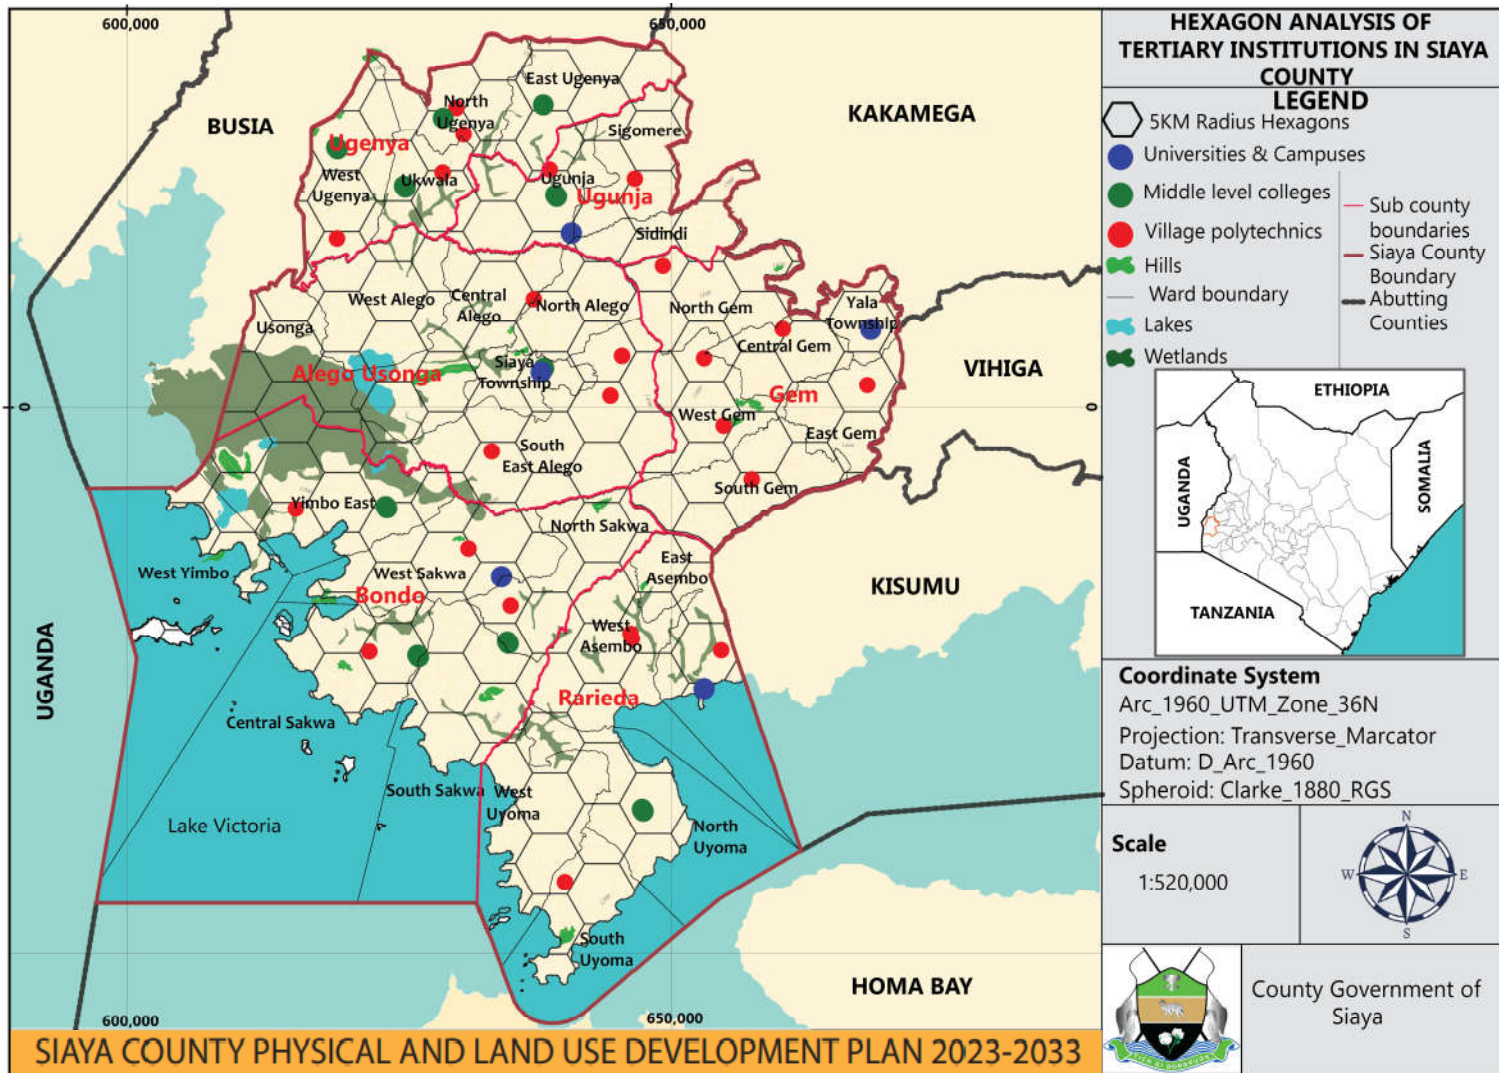 600,000
650,000
BUSIA
KAKAMEGA
East Ugenya
North
Ugenya
Sigomere
Ugenya
West
Ugenya
Ukwala
Ugunja
Ugunja
Sidindi
West Alego
Central
Alego
North Alego
North Gem
Yala
Township
Usonga
Central Gem
VIHIGA
Siaya
Township
Alego Usonga
Gem
0
0
West Gem
East Gem
South
East Alego
South Gem
Yimbo East
North Sakwa
East
Asembo
West Yimbo
West Sakwa
Bondo
KISUMU
West
Asembo
UGANDA
Rarieda
Central Sakwa
South Sakwa
West
Uyoma
Lake Victoria
North
Uyoma
South
Uyoma
HOMA BAY
600,000
650,000
SIAYA COUNTY PHYSICAL AND LAND USE DEVELOPMENT PLAN 2023-2033
HEXAGON ANALYSIS OF
TERTIARY INSTITUTIONS IN SIAYA
COUNTY
LEGEND
5KM Radius Hexagons
Universities & Campuses
Middle level colleges
Village polytechnics
Hills
Ward boundary
Lakes
Wetlands
Sub county
boundaries
Siaya County
Boundary
Abutting
Counties
ETHIOPIA
UGANDA
SOMALIA
TANZANIA
Coordinate System
Arc_1960_UTM_Zone_36N
Projection: Transverse_Marcator
Datum: D_Arc_1960
Spheroid: Clarke_1880_RGS
Scale
1:520,000
N
W
E
S
County Government of
Siaya